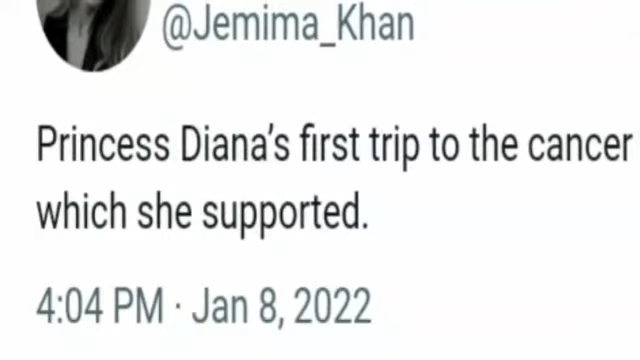 @Jemima_Khan
Princess Diana's first trip to the cancer
which she supported.
4:04 PM · Jan 8, 2022